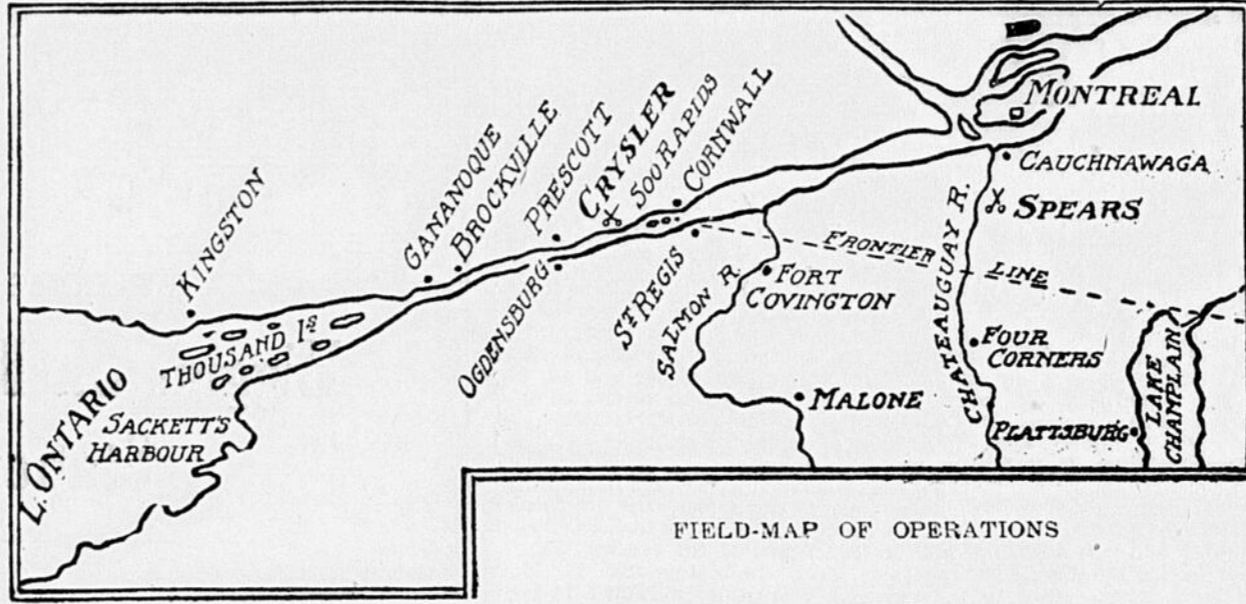 MONTREAL
CAUCHNAWAGA
SPEARS
CHATEAUGUAY R.
FRONTIER LINE
KINGSTON
GANANOQUE
BROCKVILLE
PRESCOTT
CRYSLER
SOO RAPIDS
CORNWALL
THOUSAND Is
L. ONTARIO
SACKETT'S
HARBOUR
OGDENSBURG
ST REGIS
SALMON R.
FORT
COVINGTON
MALONE
FOUR
CORNERS
PLATTSBURG
LAKE
CHAMPLAIN
FIELD-MAP OF OPERATIONS